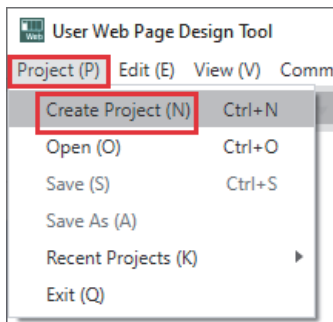 Web User Web Page Design Tool
Project (P) Edit (E) View (V) Comm
Create Project (N) Ctrl+N
Open (O) Ctrl+O
Save (S) Ctrl+S
Save As (A)
Recent Projects (K)
Exit (Q)